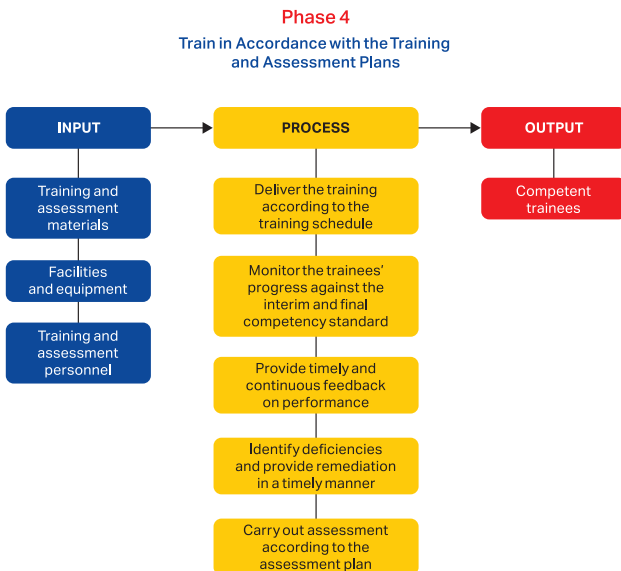 Phase 4
Train in Accordance with the Training
and Assessment Plans
INPUT
PROCESS
OUTPUT
Training and
assessment
materials
Facilities
and equipment
Training and
assessment
personnel
Deliver the training
according to the
training schedule
Monitor the trainees’
progress against the
interim and final
competency standard
Provide timely and
continuous feedback
on performance
Identify deficiencies
and provide remediation
in a timely manner
Carry out assessment
according to the
assessment plan
Competent
trainees